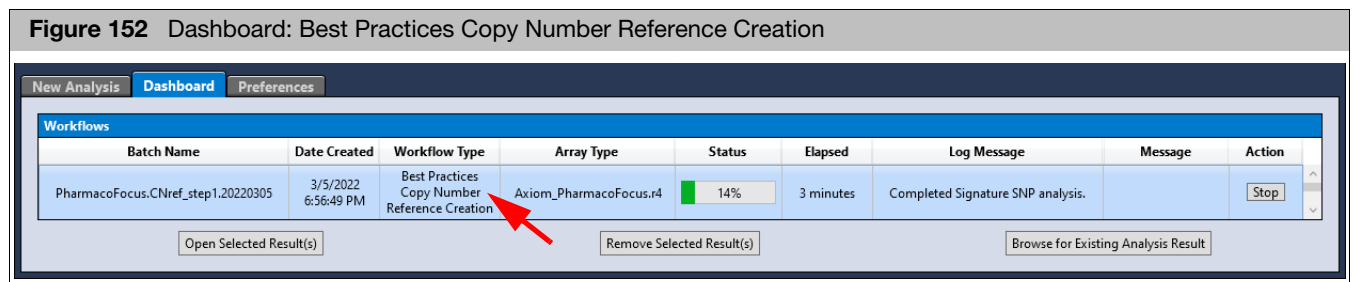 Figure 152 Dashboard: Best Practices Copy Number Reference Creation
New Analysis Dashboard Preferences
Workflows
Batch Name Date Created Workflow Type Array Type Status Elapsed Log Message Message Action
PharmacoFocus.CNref_step1.20220305 3/5/2022 6:56:49 PM Best Practices Copy Number Reference Creation Axiom_PharmacoFocus.r4 14% 3 minutes Completed Signature SNP analysis. Stop
Open Selected Result(s) Remove Selected Result(s) Browse for Existing Analysis Result